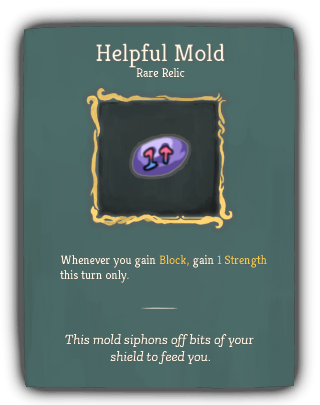 Helpful Mold
Rare Relic
Whenever you gain Block, gain 1 Strength
this turn only.
This mold siphons off bits of your
shield to feed you.